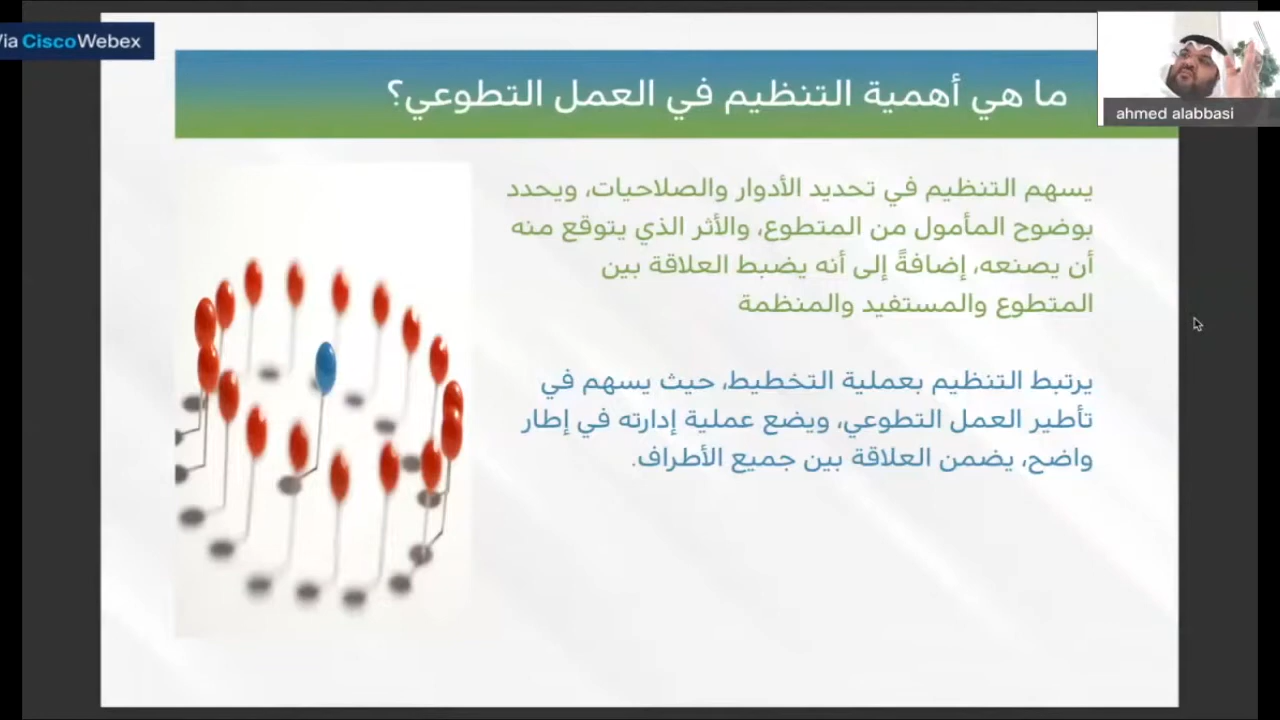 Via CiscoWebex
ahmed alabbasi
ما هي أهمية التنظيم في العمل التطوعي؟
يسهم التنظيم في تحديد الأدوار والصلاحيات، ويحدد
بوضوح المأمول من المتطوع، والأثر الذي يتوقع منه
أن يصنعه، إضافةً إلى أنه يضبط العلاقة بين
المتطوع والمستفيد والمنظمة
يرتبط التنظيم بعملية التخطيط، حيث يسهم في
تأطير العمل التطوعي، ويضع عملية إدارته في إطار
واضح، يضمن العلاقة بين جميع الأطراف.